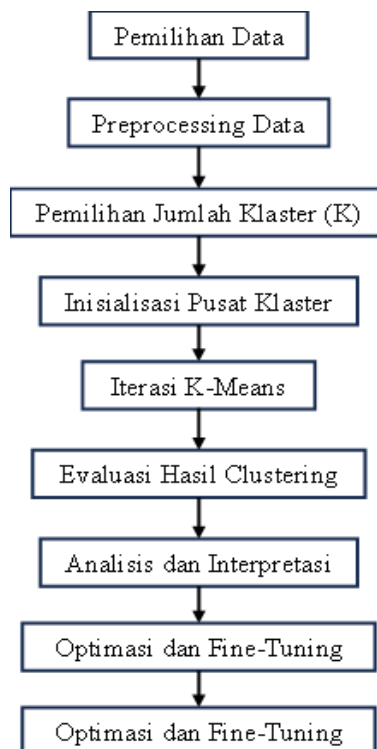 Pemilihan Data
Preprocessing Data
Pemilihan Jumlah Klaster (K)
Inisialisasi Pusat Klaster
Iterasi K-Means
Evaluasi Hasil Clustering
Analisis dan Interpretasi
Optimasi dan Fine-Tuning
Optimasi dan Fine-Tuning